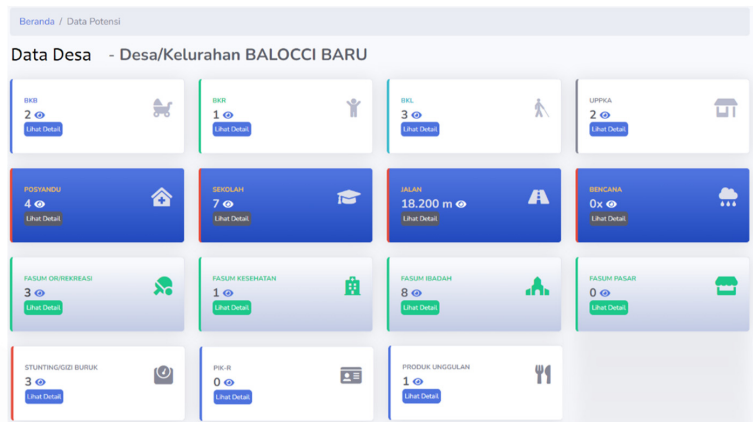 Beranda / Data Potensi
Data Desa - Desa/Kelurahan BALOCCI BARU
BKB
2
Lihat Detail
BKR
1
Lihat Detail
BKL
3
Lihat Detail
UPPKA
2
Lihat Detail
POSYANDU
4
Lihat Detail
SEKOLAH
7
Lihat Detail
JALAN
18.200 m
Lihat Detail
BENCANA
0x
Lihat Detail
FASUM OR/REKREASI
3
Lihat Detail
FASUM KESEHATAN
1
Lihat Detail
FASUM IBADAH
8
Lihat Detail
FASUM PASAR
0
Lihat Detail
STUNTING/GIZI BURUK
3
Lihat Detail
PIK-R
0
Lihat Detail
PRODUK UNGGULAN
1
Lihat Detail